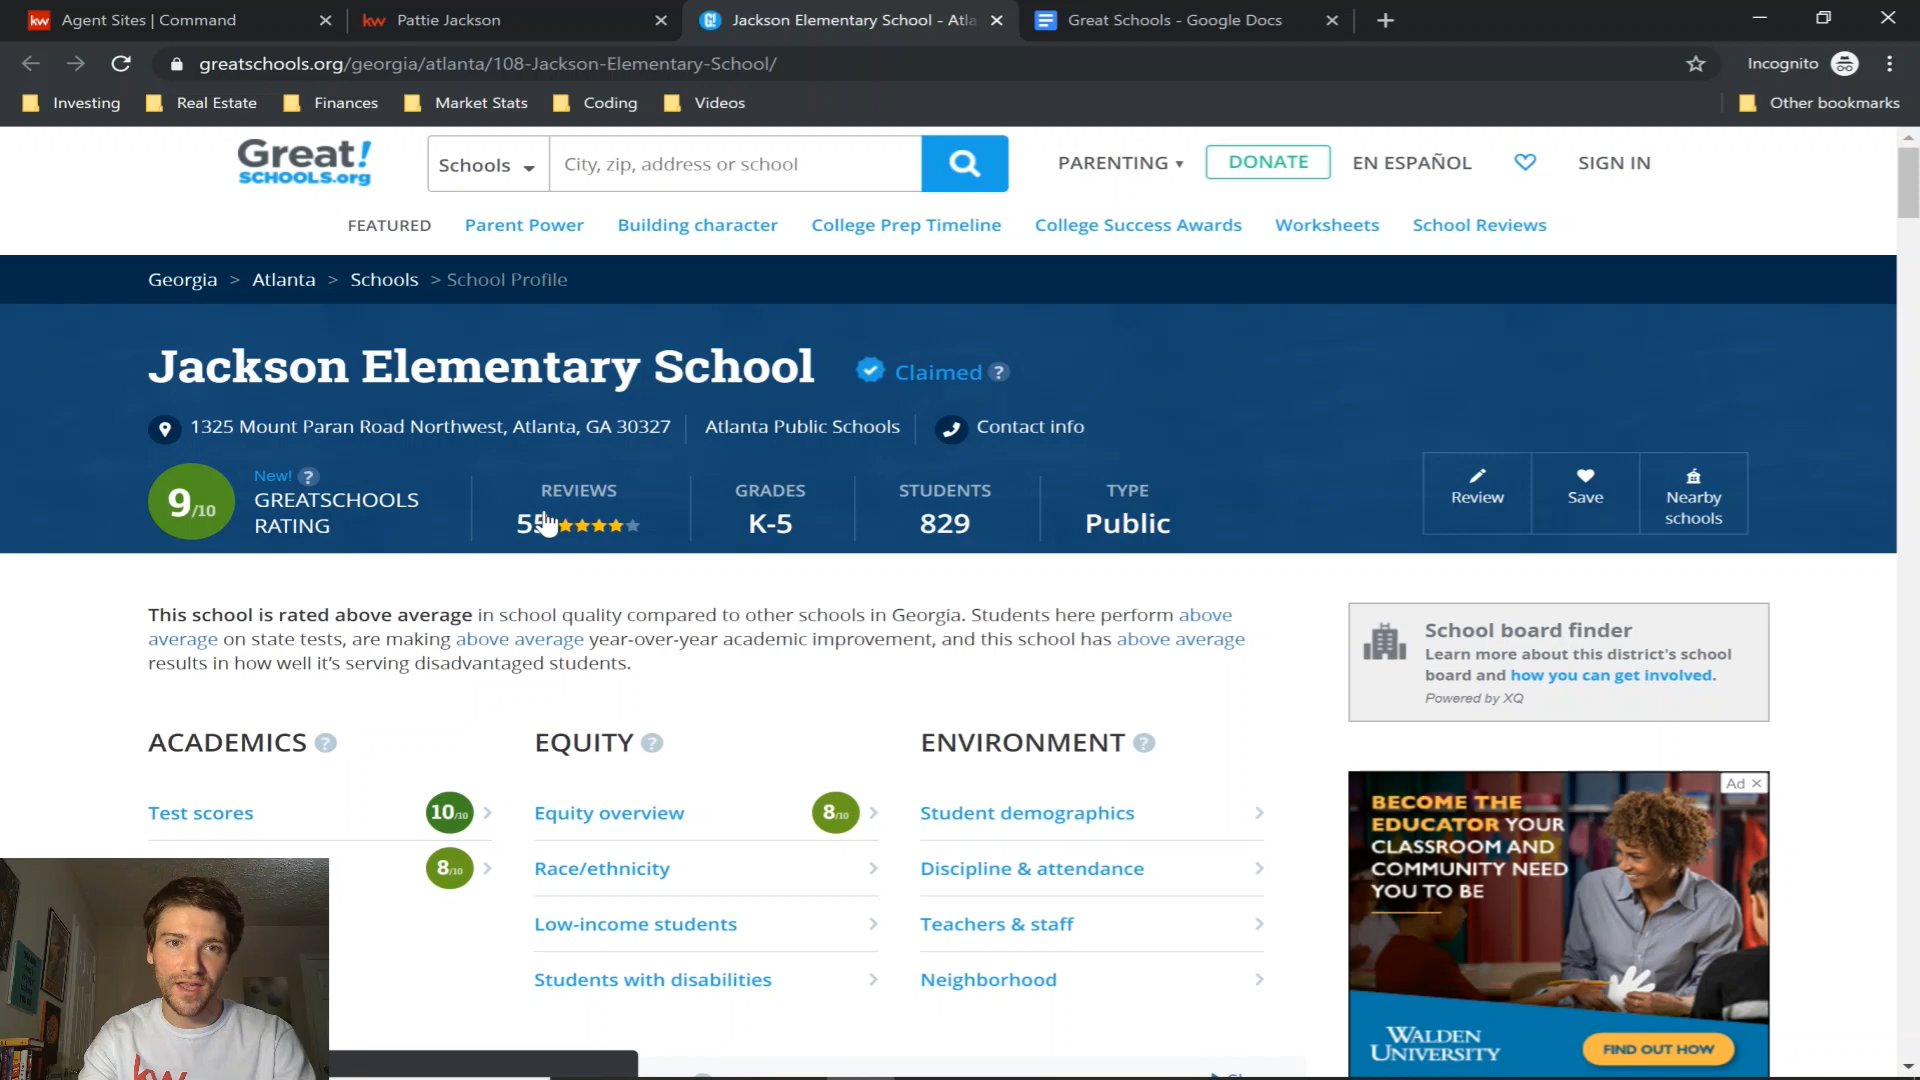 Agent Sites | Command
Pattie Jackson
Jackson Elementary School - Atla
Great Schools - Google Docs
greatschools.org/georgia/atlanta/108-Jackson-Elementary-School/
Incognito
Investing
Real Estate
Finances
Market Stats
Coding
Videos
Other bookmarks
Great!
SCHOOLS.org
Schools
City, zip, address or school
PARENTING
DONATE
EN ESPAÑOL
SIGN IN
FEATURED
Parent Power
Building character
College Prep Timeline
College Success Awards
Worksheets
School Reviews
Georgia > Atlanta > Schools > School Profile
Jackson Elementary School
Claimed ?
1325 Mount Paran Road Northwest, Atlanta, GA 30327
Atlanta Public Schools
Contact info
9/10
New! ?
GREATSCHOOLS
RATING
REVIEWS
GRADES
K-5
STUDENTS
829
TYPE
Public
Review
Save
Nearby
schools
This school is rated above average in school quality compared to other schools in Georgia. Students here perform above
average on state tests, are making above average year-over-year academic improvement, and this school has above average
results in how well it's serving disadvantaged students.
School board finder
Learn more about this district's school
board and how you can get involved.
Powered by XQ
ACADEMICS ?
Test scores
10/10
8/10
EQUITY ?
Equity overview
8/10
Race/ethnicity
Low-income students
Students with disabilities
ENVIRONMENT ?
Student demographics
Discipline & attendance
Teachers & staff
Neighborhood
Ad
BECOME THE
EDUCATOR YOUR
CLASSROOM AND
COMMUNITY NEED
YOU TO BE
WALDEN
UNIVERSITY
FIND OUT HOW
kw